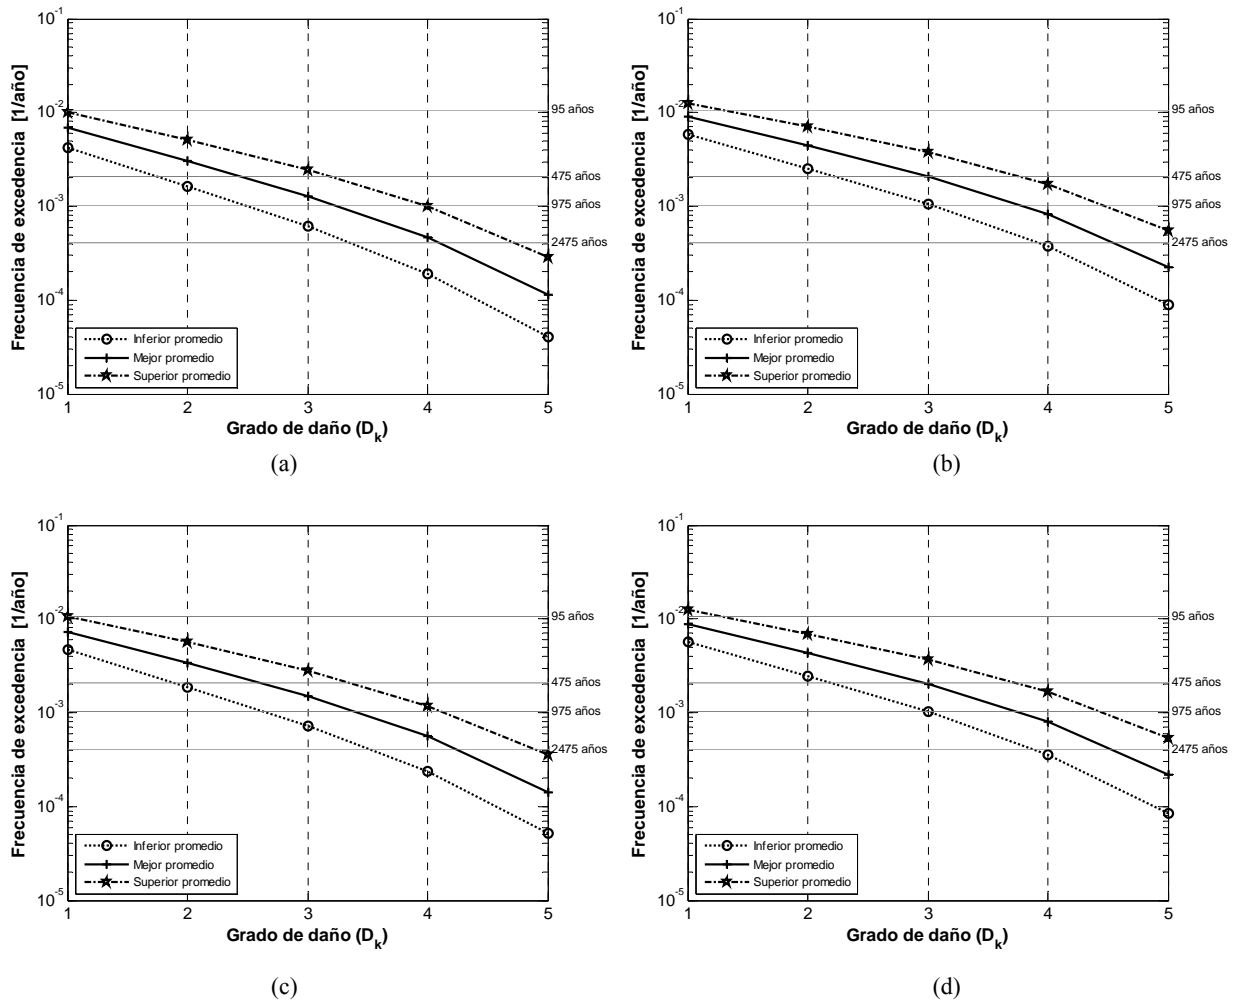 10^-1
10^-2
10^-3
10^-4
10^-5
Frecuencia de excedencia [1/año]
95 años
475 años
975 años
2475 años
Inferior promedio
Mejor promedio
Superior promedio
1 2 3 4 5
Grado de daño (D_k)
(a)
10^-1
10^-2
10^-3
10^-4
10^-5
Frecuencia de excedencia [1/año]
95 años
475 años
975 años
2475 años
Inferior promedio
Mejor promedio
Superior promedio
1 2 3 4 5
Grado de daño (D_k)
(b)
10^-1
10^-2
10^-3
10^-4
10^-5
Frecuencia de excedencia [1/año]
95 años
475 años
975 años
2475 años
Inferior promedio
Mejor promedio
Superior promedio
1 2 3 4 5
Grado de daño (D_k)
(c)
10^-1
10^-2
10^-3
10^-4
10^-5
Frecuencia de excedencia [1/año]
95 años
475 años
975 años
2475 años
Inferior promedio
Mejor promedio
Superior promedio
1 2 3 4 5
Grado de daño (D_k)
(d)